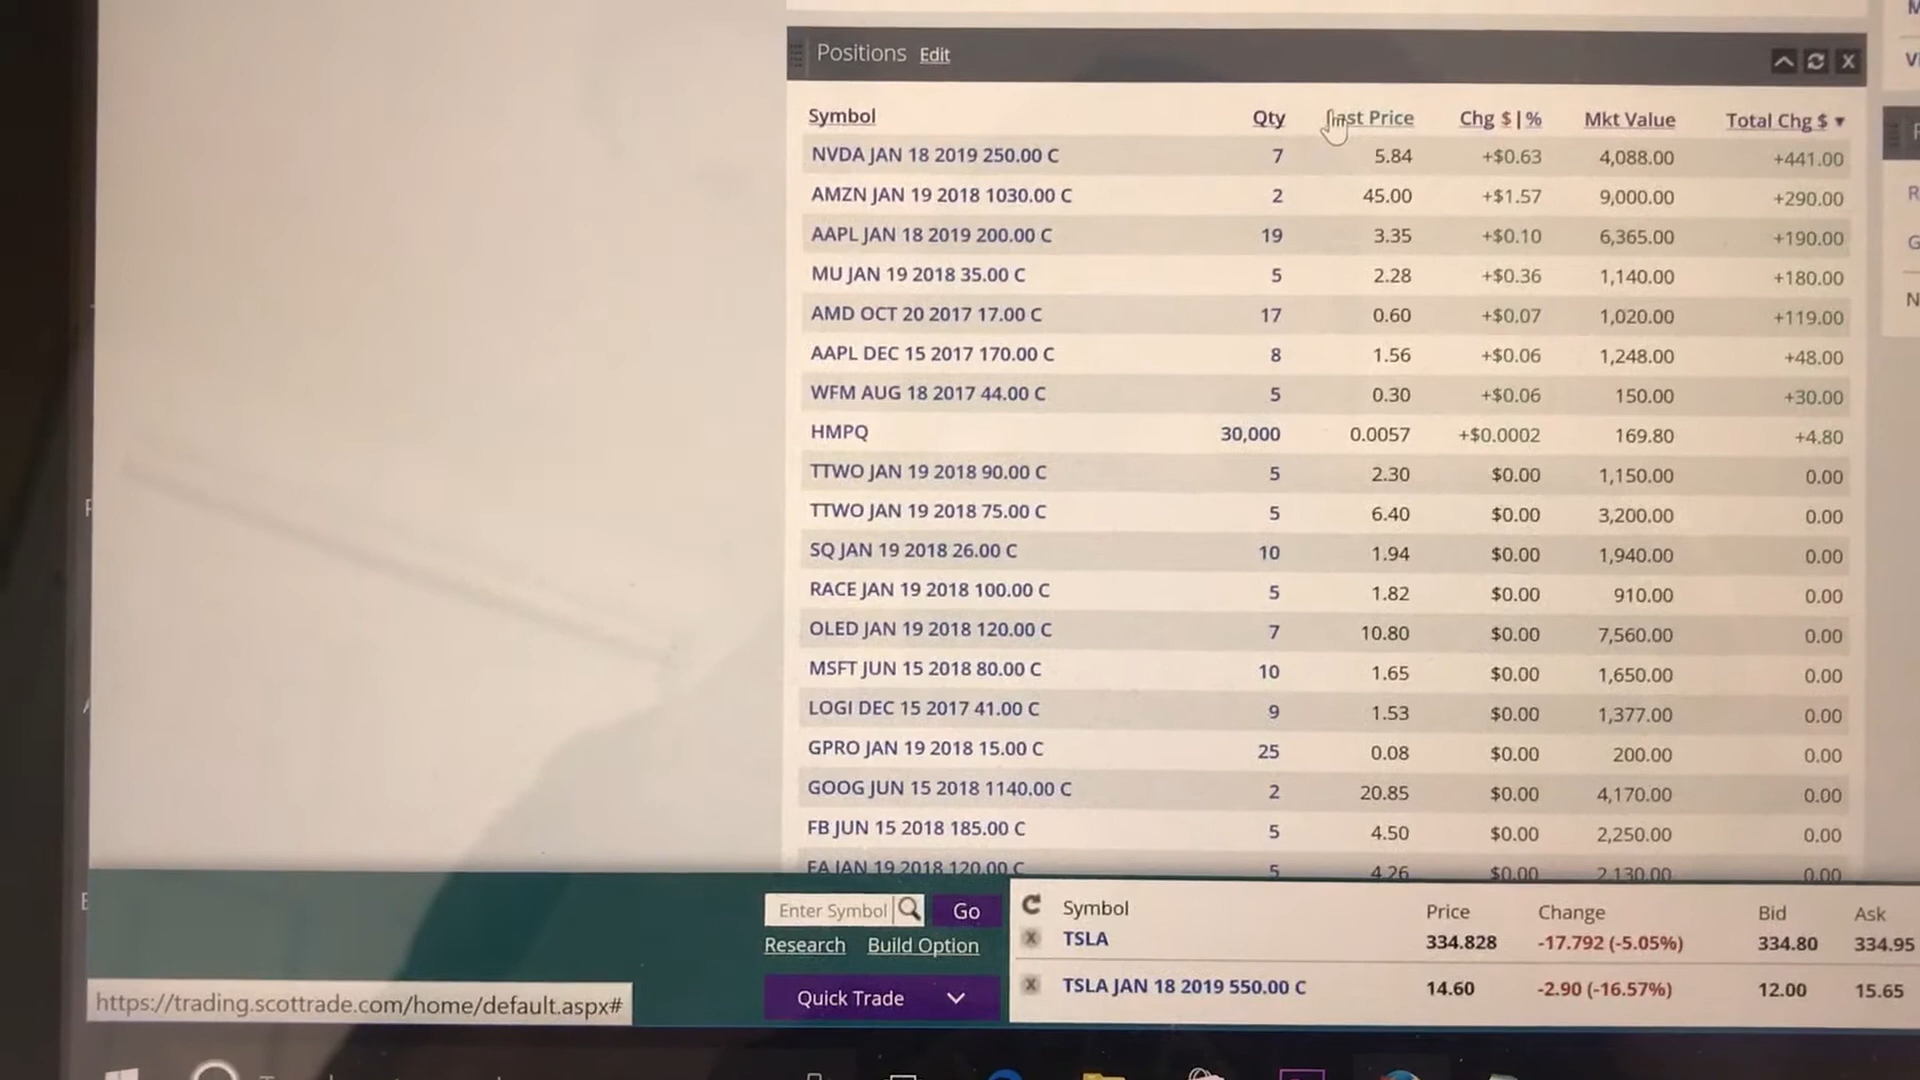 Positions Edit
Symbol Qty Last Price Chg $|% Mkt Value Total Chg $
NVDA JAN 18 2019 250.00 C 7 5.84 +$0.63 4,088.00 +441.00
AMZN JAN 19 2018 1030.00 C 2 45.00 +$1.57 9,000.00 +290.00
AAPL JAN 18 2019 200.00 C 19 3.35 +$0.10 6,365.00 +190.00
MU JAN 19 2018 35.00 C 5 2.28 +$0.36 1,140.00 +180.00
AMD OCT 20 2017 17.00 C 17 0.60 +$0.07 1,020.00 +119.00
AAPL DEC 15 2017 170.00 C 8 1.56 +$0.06 1,248.00 +48.00
WFM AUG 18 2017 44.00 C 5 0.30 +$0.06 150.00 +30.00
HMPQ 30,000 0.0057 +$0.0002 169.80 +4.80
TTWO JAN 19 2018 90.00 C 5 2.30 $0.00 1,150.00 0.00
TTWO JAN 19 2018 75.00 C 5 6.40 $0.00 3,200.00 0.00
SQ JAN 19 2018 26.00 C 10 1.94 $0.00 1,940.00 0.00
RACE JAN 19 2018 100.00 C 5 1.82 $0.00 910.00 0.00
OLED JAN 19 2018 120.00 C 7 10.80 $0.00 7,560.00 0.00
MSFT JUN 15 2018 80.00 C 10 1.65 $0.00 1,650.00 0.00
LOGI DEC 15 2017 41.00 C 9 1.53 $0.00 1,377.00 0.00
GPRO JAN 19 2018 15.00 C 25 0.08 $0.00 200.00 0.00
GOOG JUN 15 2018 1140.00 C 2 20.85 $0.00 4,170.00 0.00
FB JUN 15 2018 185.00 C 5 4.50 $0.00 2,250.00 0.00
EA JAN 19 2018 120.00 C 5 4.26 $0.00 2,130.00 0.00
Enter Symbol Go
Research Build Option
Quick Trade
Symbol Price Change Bid Ask
TSLA 334.828 -17.792 (-5.05%) 334.80 334.95
TSLA JAN 18 2019 550.00 C 14.60 -2.90 (-16.57%) 12.00 15.65
https://trading.scottrade.com/home/default.aspx#